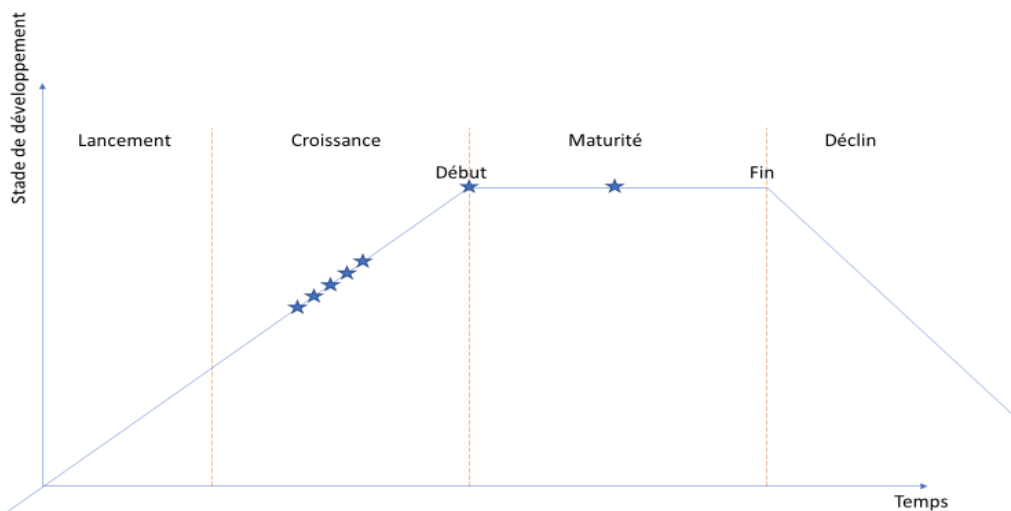 Stade de développement
Lancement
Croissance
Maturité
Déclin
Début
Fin
Temps